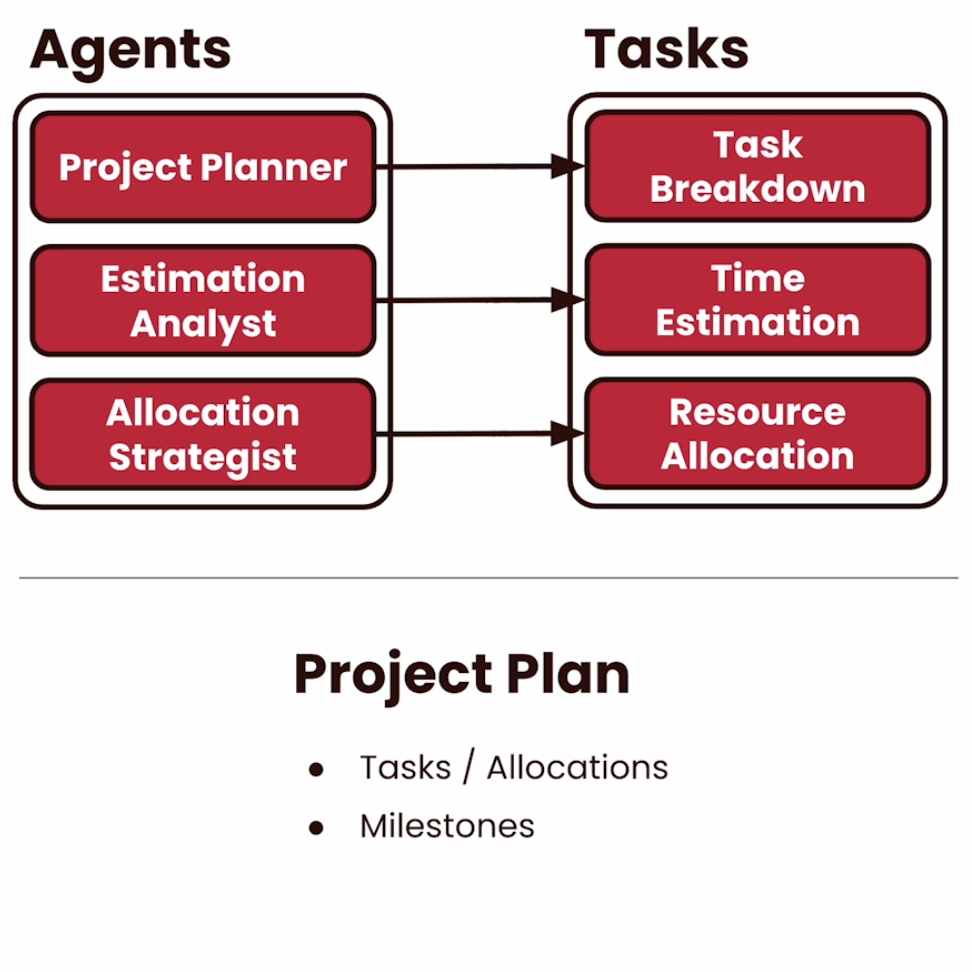 Agents
Tasks
Project Planner
Task
Breakdown
Estimation
Analyst
Time
Estimation
Allocation
Strategist
Resource
Allocation
Project Plan
• Tasks / Allocations
• Milestones